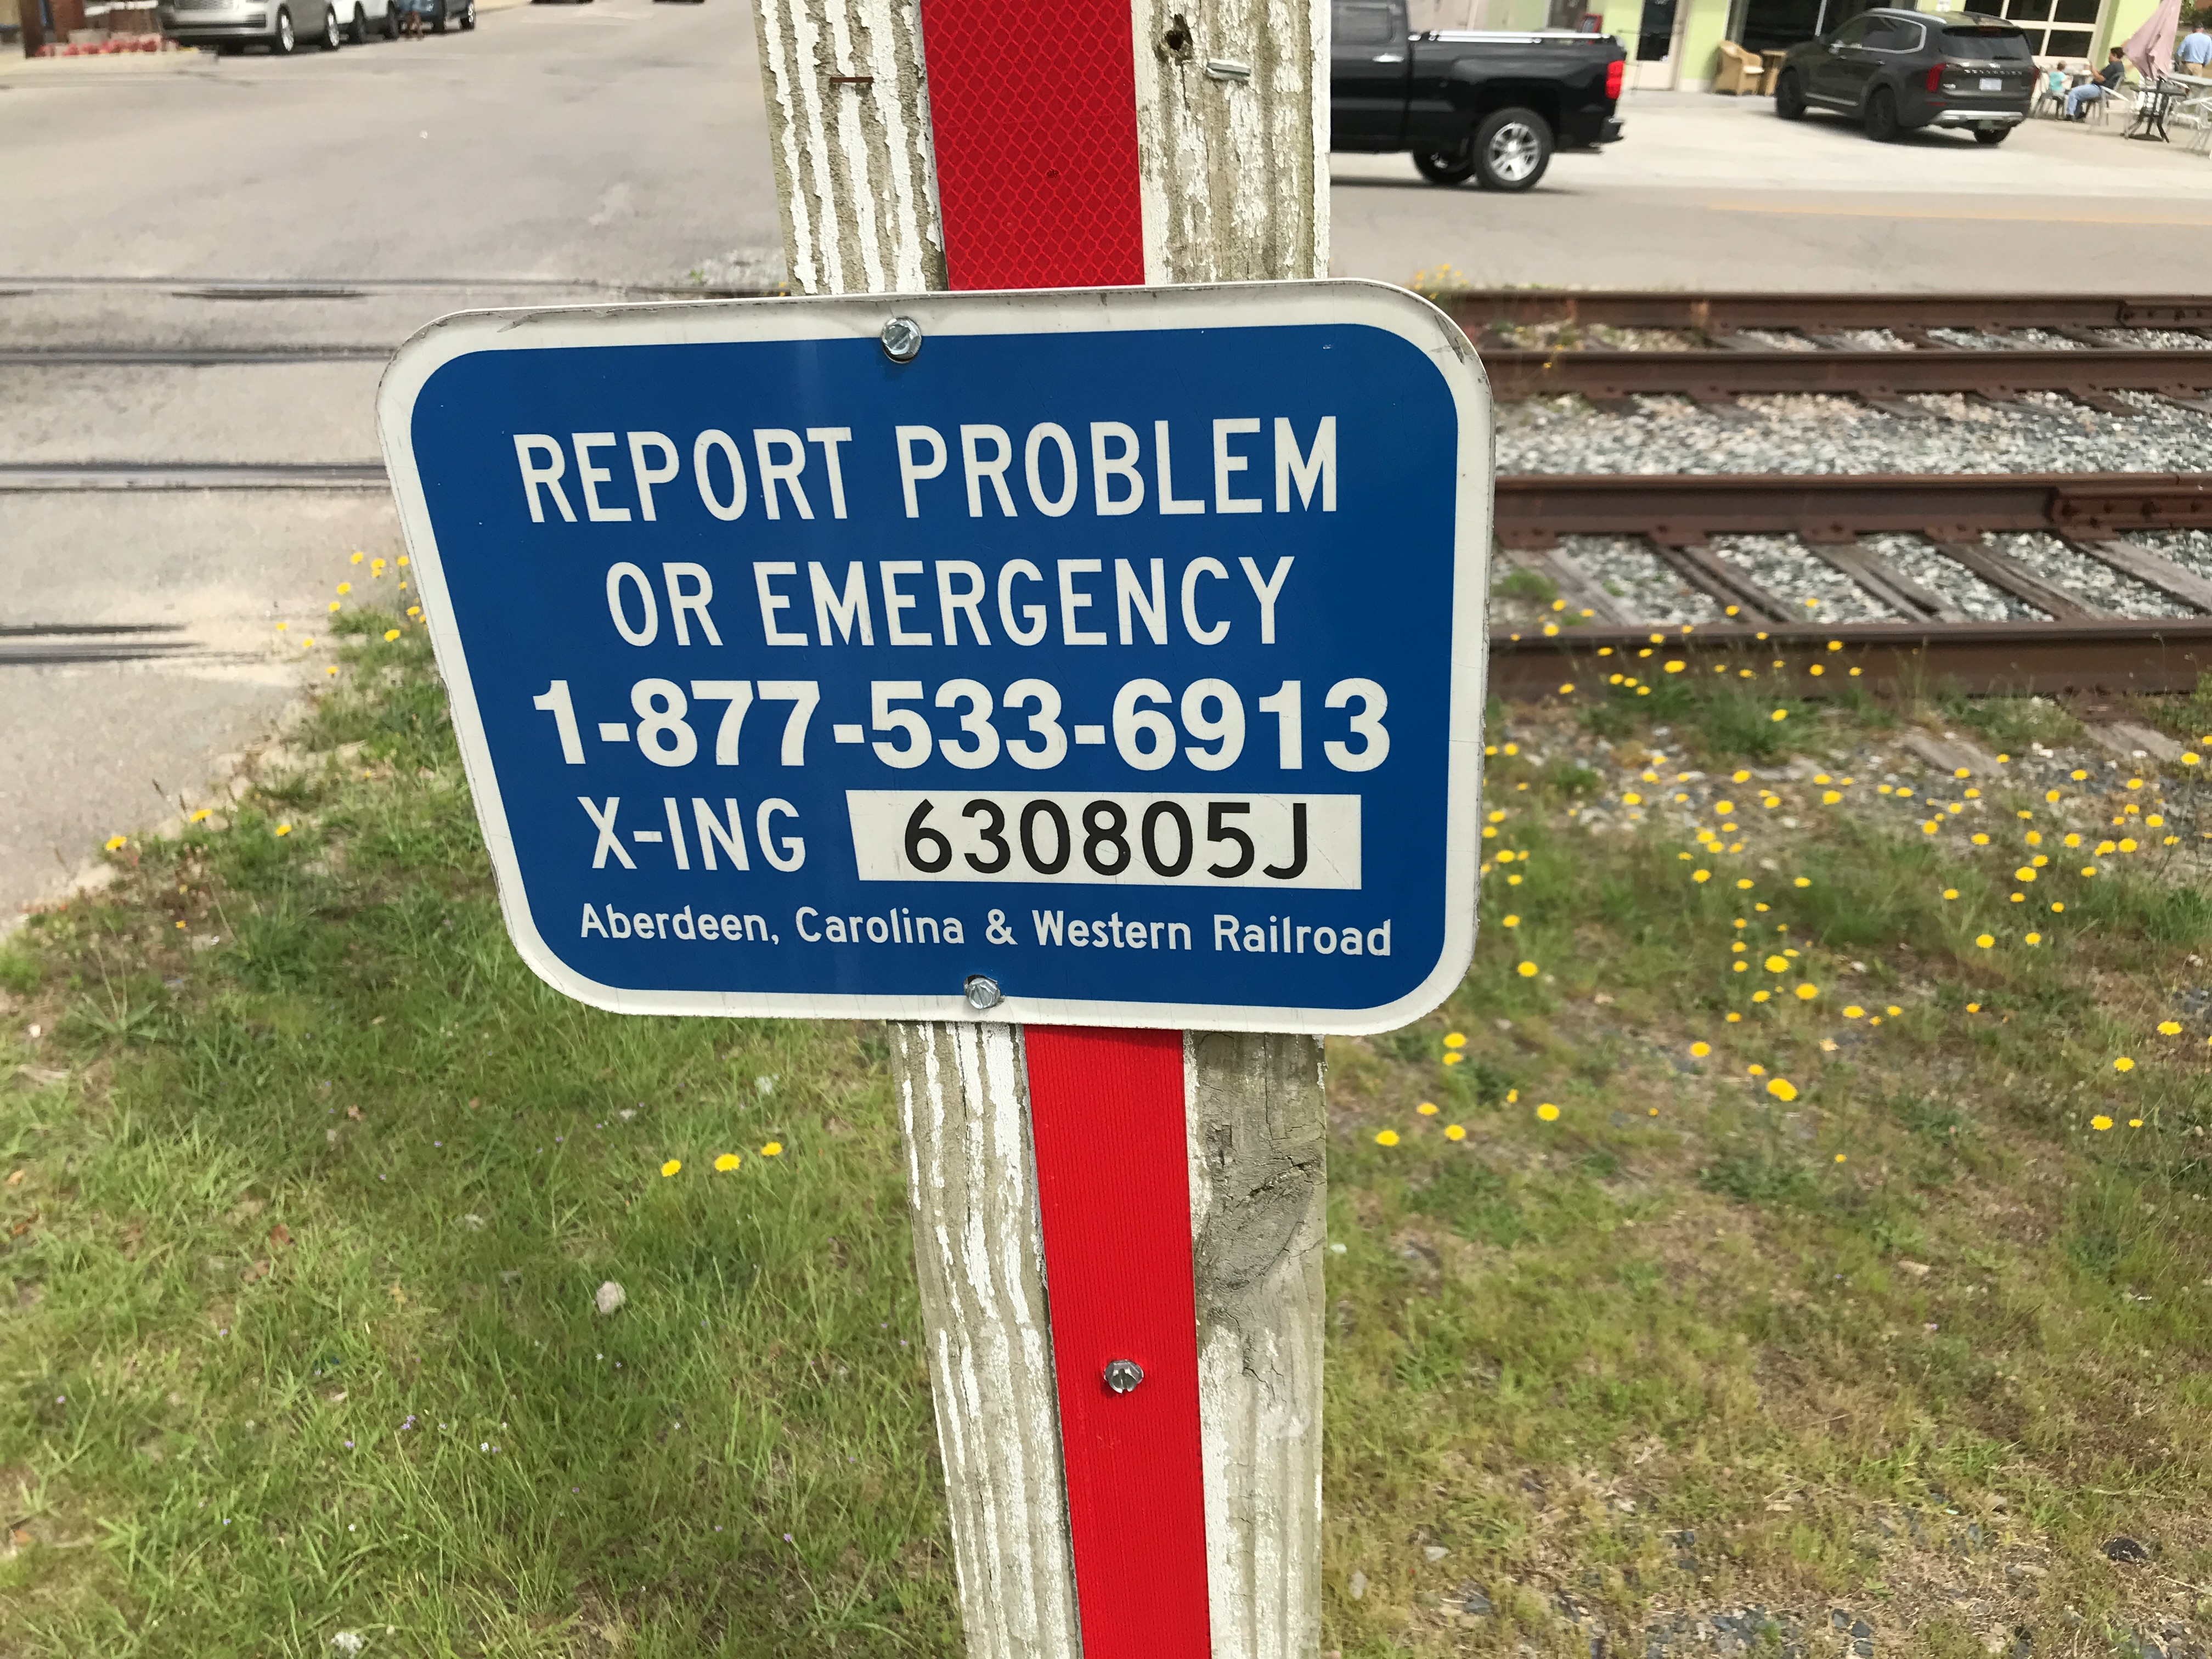 REPORT PROBLEM
OR EMERGENCY
1-877-533-6913
X-ING 630805J
Aberdeen, Carolina & Western Railroad